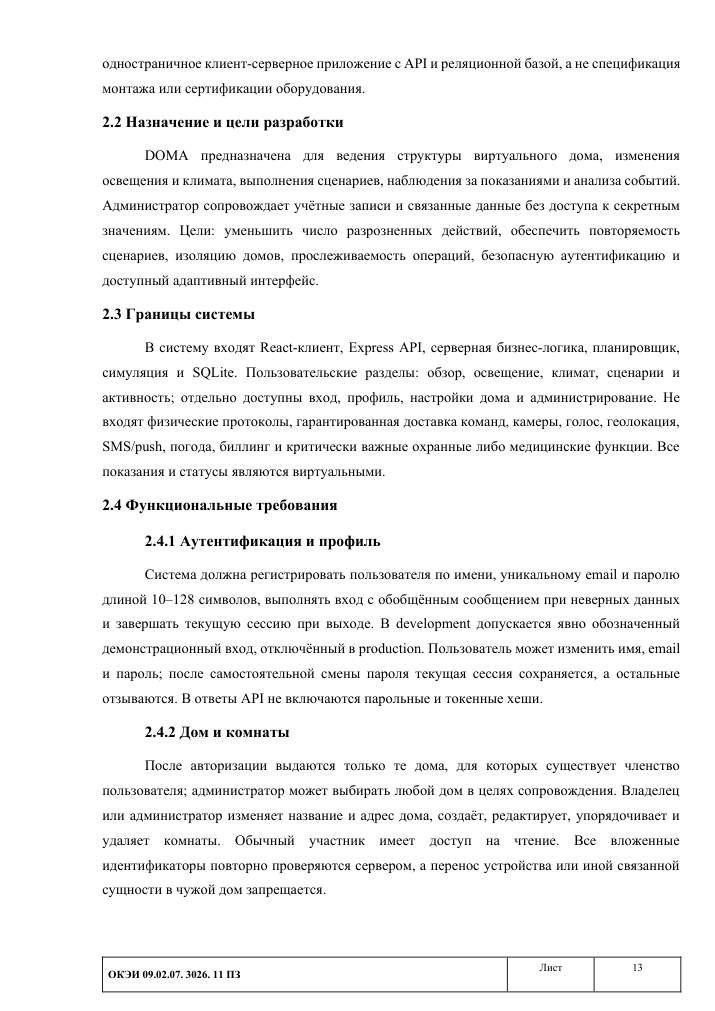 одностраничное клиент-серверное приложение с API и реляционной базой, а не спецификация
монтажа или сертификации оборудования.
2.2 Назначение и цели разработки
DOMA предназначена для ведения структуры виртуального дома, изменения
освещения и климата, выполнения сценариев, наблюдения за показаниями и анализа событий.
Администратор сопровождает учётные записи и связанные данные без доступа к секретным
значениям. Цели: уменьшить число разрозненных действий, обеспечить повторяемость
сценариев, изоляцию домов, прослеживаемость операций, безопасную аутентификацию и
доступный адаптивный интерфейс.
2.3 Границы системы
В систему входят React-клиент, Express API, серверная бизнес-логика, планировщик,
симуляция и SQLite. Пользовательские разделы: обзор, освещение, климат, сценарии и
активность; отдельно доступны вход, профиль, настройки дома и администрирование. Не
входят физические протоколы, гарантированная доставка команд, камеры, голос, геолокация,
SMS/push, погода, биллинг и критически важные охранные либо медицинские функции. Все
показания и статусы являются виртуальными.
2.4 Функциональные требования
2.4.1 Аутентификация и профиль
Система должна регистрировать пользователя по имени, уникальному email и паролю
длиной 10–128 символов, выполнять вход с обобщённым сообщением при неверных данных
и завершать текущую сессию при выходе. В development допускается явно обозначенный
демонстрационный вход, отключённый в production. Пользователь может изменить имя, email
и пароль; после самостоятельной смены пароля текущая сессия сохраняется, а остальные
отзываются. В ответы API не включаются парольные и токенные хеши.
2.4.2 Дом и комнаты
После авторизации выдаются только те дома, для которых существует членство
пользователя; администратор может выбирать любой дом в целях сопровождения. Владелец
или администратор изменяет название и адрес дома, создаёт, редактирует, упорядочивает и
удаляет комнаты. Обычный участник имеет доступ на чтение. Все вложенные
идентификаторы повторно проверяются сервером, а перенос устройства или иной связанной
сущности в чужой дом запрещается.
ОКЭИ 09.02.07. 3026. 11 ПЗ
Лист
13